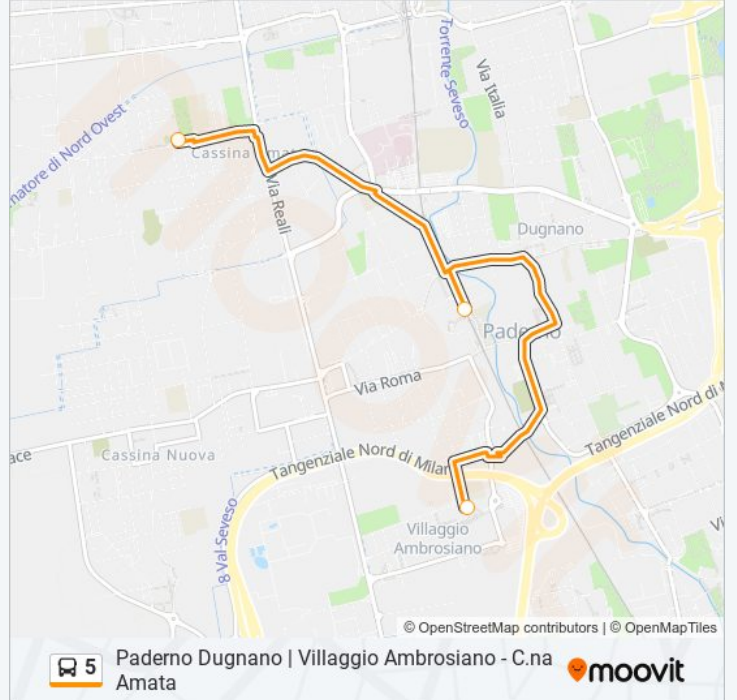 Torrente Seveso
Via Italia
natore di Nord Ovest
Cassina Amata
Via Reali
Dugnano
Paderno
Via Roma
ace
Cassina Nuova
Tangenziale Nord di Milan
Tangenziale Nord di M
8 Val Seveso
Villaggio
Ambrosiano
Vi
© OpenStreetMap contributors | © OpenMapTiles
5
Paderno Dugnano | Villaggio Ambrosiano - C.na
Amata
moovit